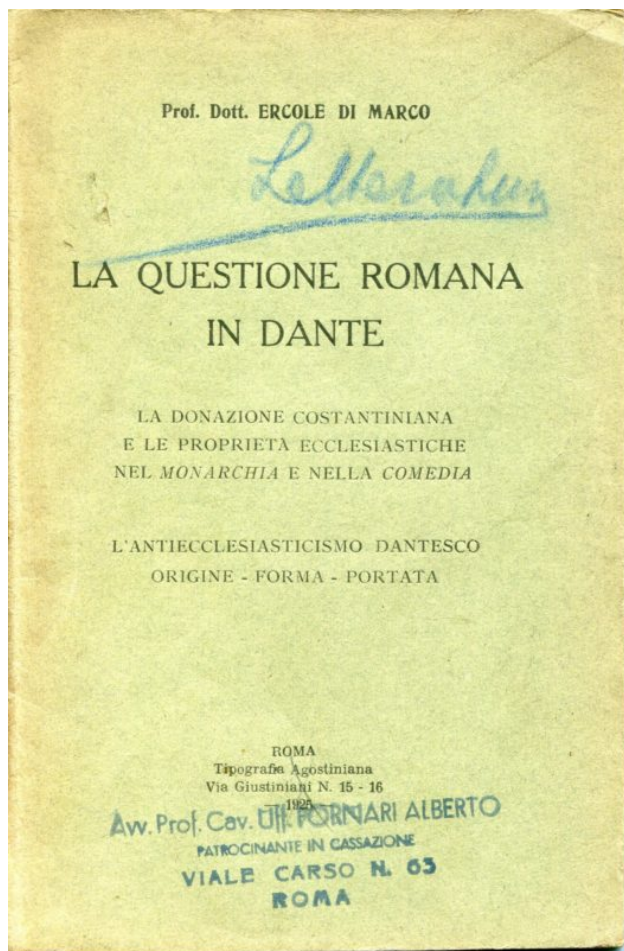 Prof. Dott. ERCOLE DI MARCO
Letteratura
LA QUESTIONE ROMANA
IN DANTE
LA DONAZIONE COSTANTINIANA
E LE PROPRIETÀ ECCLESIASTICHE
NEL MONARCHIA E NELLA COMEDIA
L'ANTIECCLESIASTICISMO DANTESCO
ORIGINE - FORMA - PORTATA
ROMA
Tipografia Agostiniana
Via Giustiniani N. 15 - 16
— 1925 —
Avv. Prof. Cav. Uff. FORNARI ALBERTO
PATROCINANTE IN CASSAZIONE
VIALE CARSO N. 63
ROMA